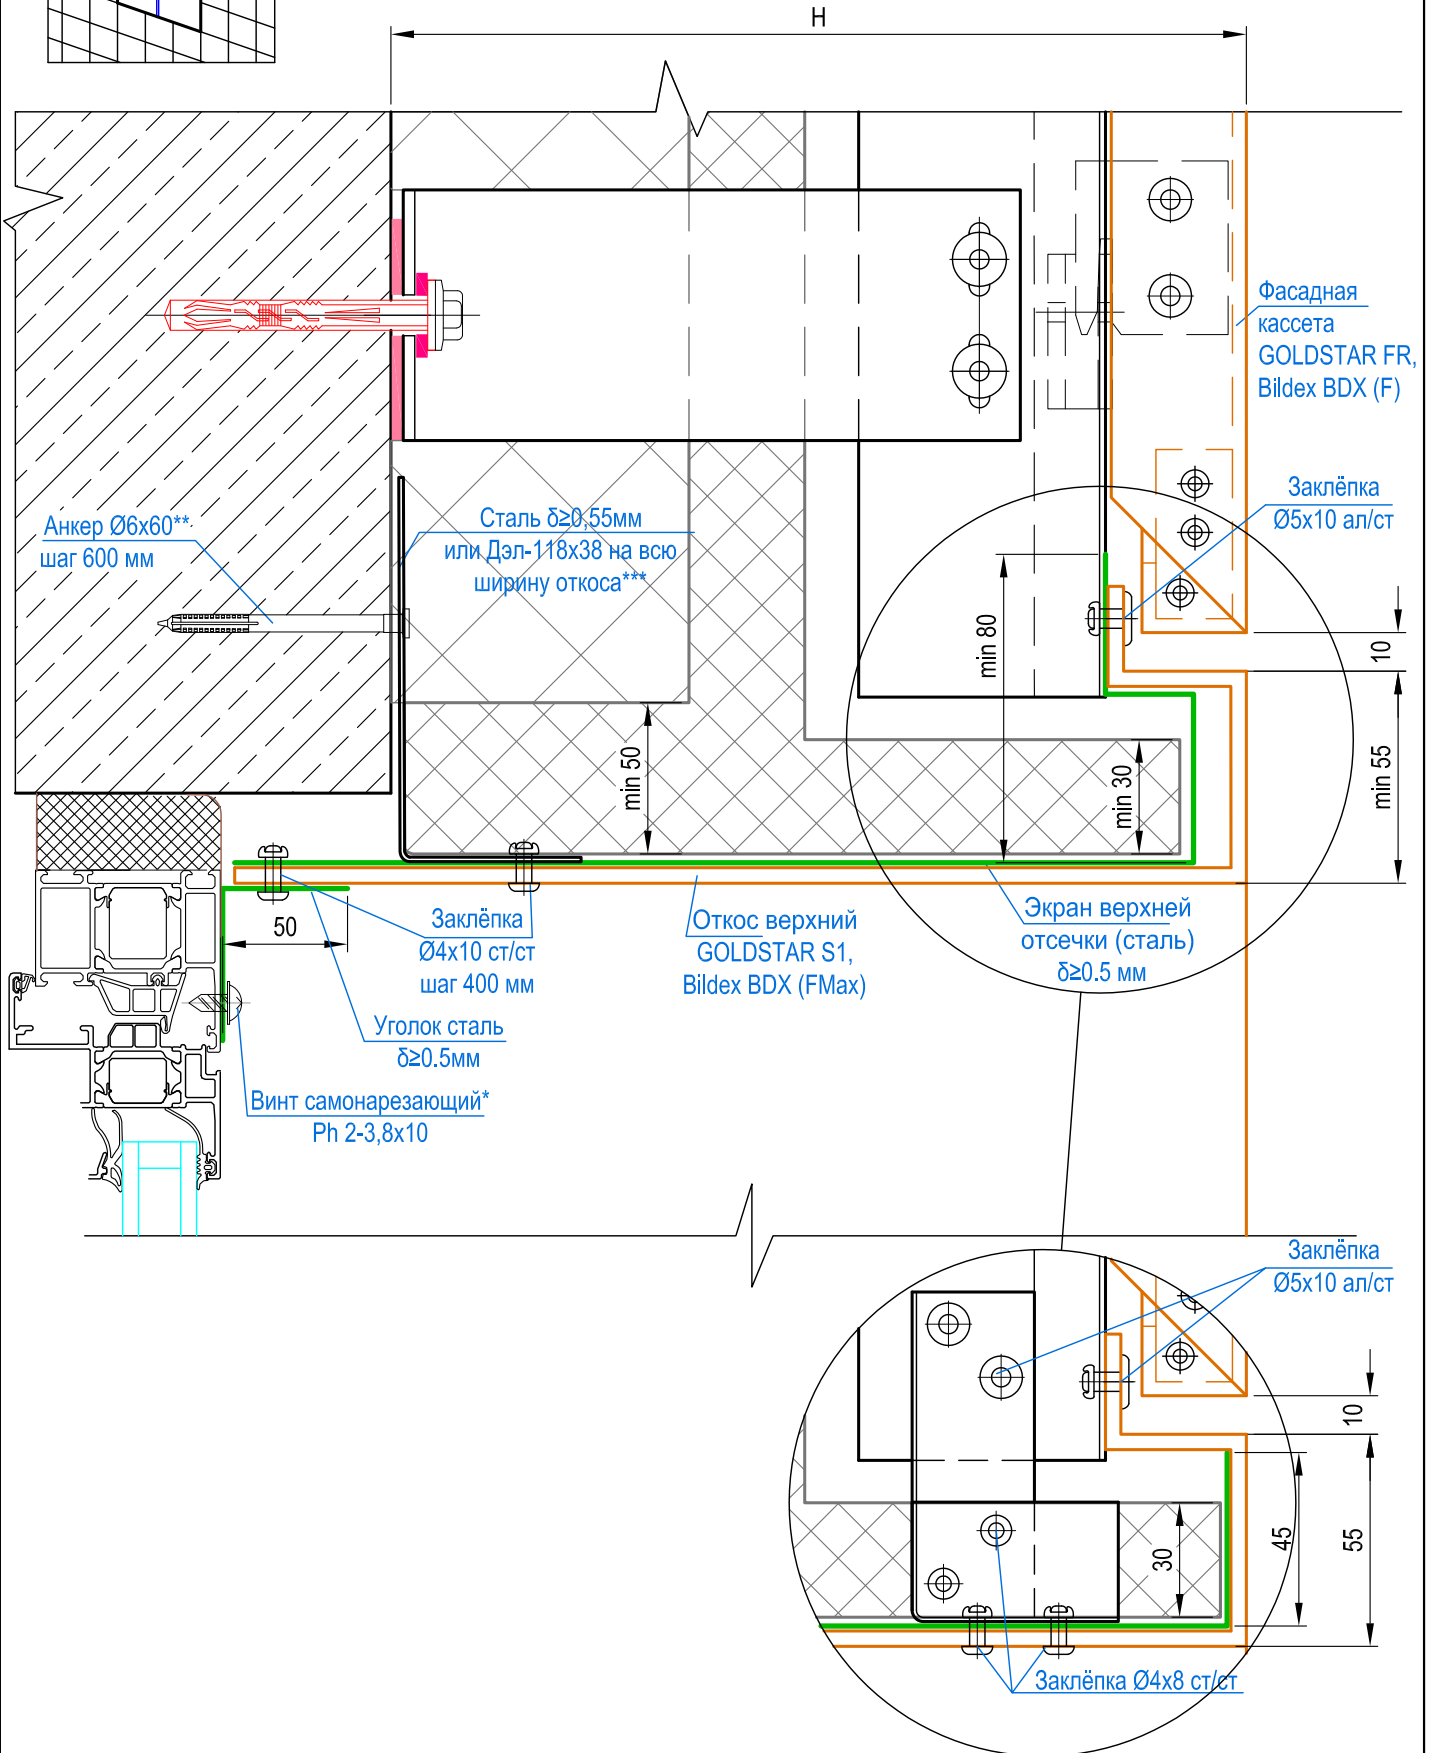 H
Фасадная
кассета
GOLDSTAR FR,
Bildex BDX (F)
Заклёпка
Ø5x10 ал/ст
Анкер Ø6x60**
шаг 600 мм
Сталь δ≥0,55мм
или Дэл-118x38 на всю
ширину откоса***
min 80
10
min 50
min 30
min 55
50
Заклёпка
Ø4x10 ст/ст
шаг 400 мм
Откос верхний
GOLDSTAR S1,
Bildex BDX (FMax)
Экран верхней
отсечки (сталь)
δ≥0.5 мм
Уголок сталь
δ≥0.5мм
Винт самонарезающий*
Ph 2-3,8x10
Заклёпка
Ø5x10 ал/ст
10
30
45
55
Заклёпка Ø4x8 ст/ст